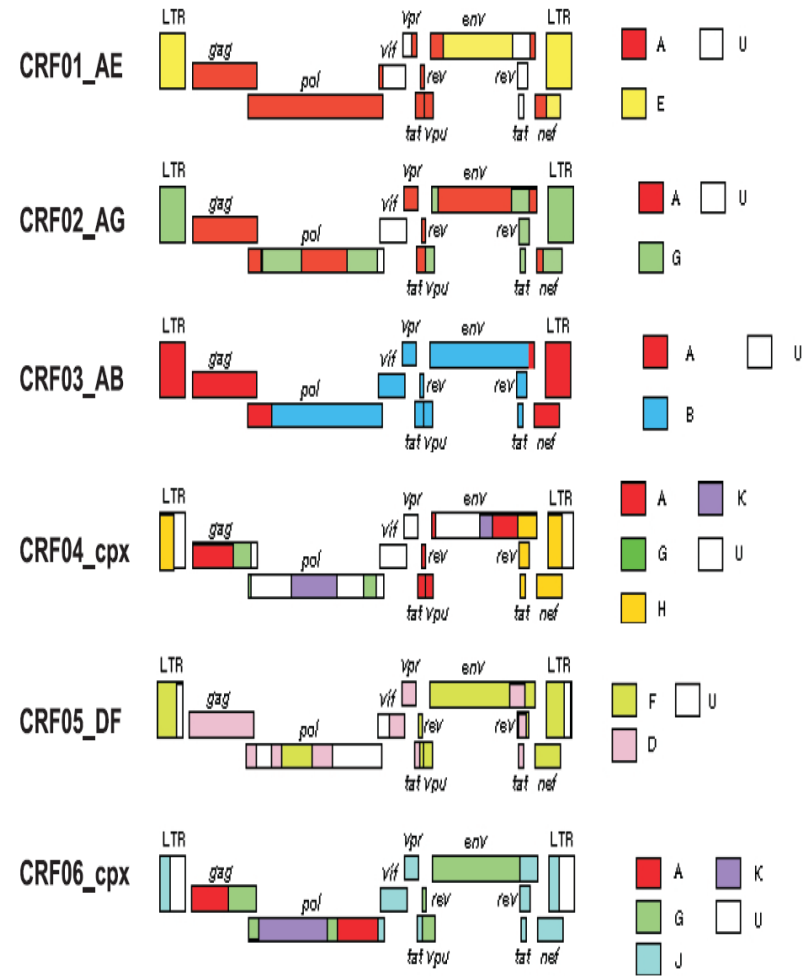 LTR vpr env LTR
CRF01_AE gag vif A U
pol rev rev
E
tat vpu tat nef
LTR vpr env LTR
CRF02_AG gag vif A U
pol rev rev
G
tat vpu tat nef
LTR vpr env LTR
CRF03_AB gag vif A U
pol rev rev
B
tat vpu tat nef
LTR vpr env LTR
A K
CRF04_cpx gag vif
pol rev rev G U
tat vpu tat nef
H
LTR vpr env LTR
CRF05_DF gag vif F U
pol rev rev
D
tat vpu tat nef
LTR vpr env LTR
CRF06_cpx gag vif A K
pol rev rev
G U
tat vpu tat nef
J